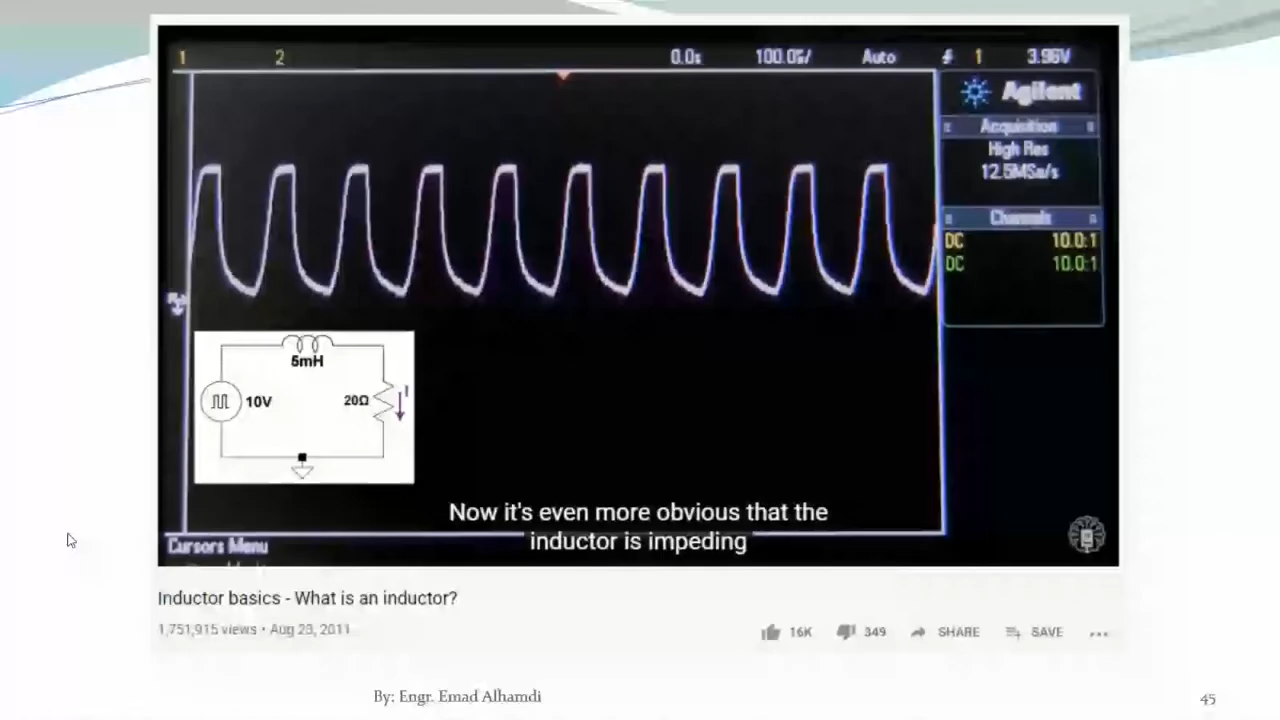 1 2 0.0s 100.0s/ Auto 1 3.96V
Agilent
Acquisition
High Res
12.5MSa/s
Channels
DC 10.0:1
DC 10.0:1
5mH
10V
20Ω
I
Now it's even more obvious that the
inductor is impeding
Cursors Menu
Inductor basics - What is an inductor?
1,751,915 views • Aug 23, 2011
16K 349 SHARE SAVE
By: Engr. Emad Alhamdi
45